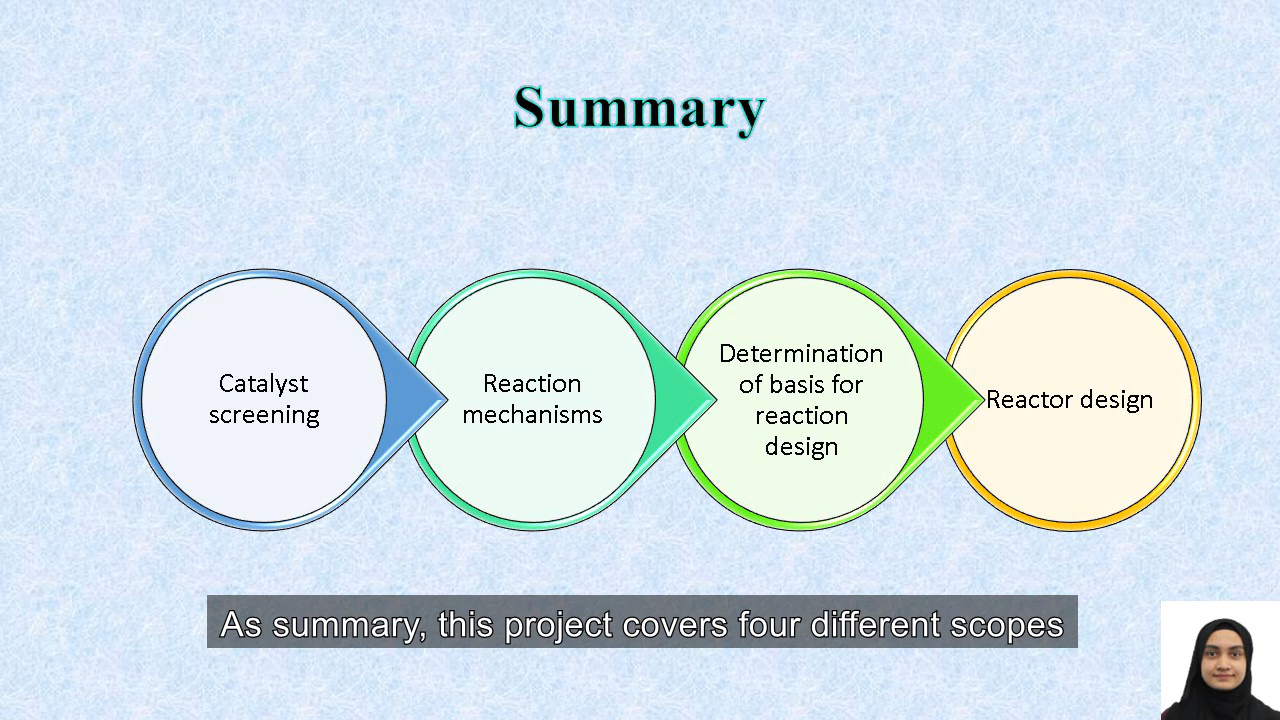 Summary
Catalyst
screening
Reaction
mechanisms
Determination
of basis for
reaction
design
Reactor design
As summary, this project covers four different scopes